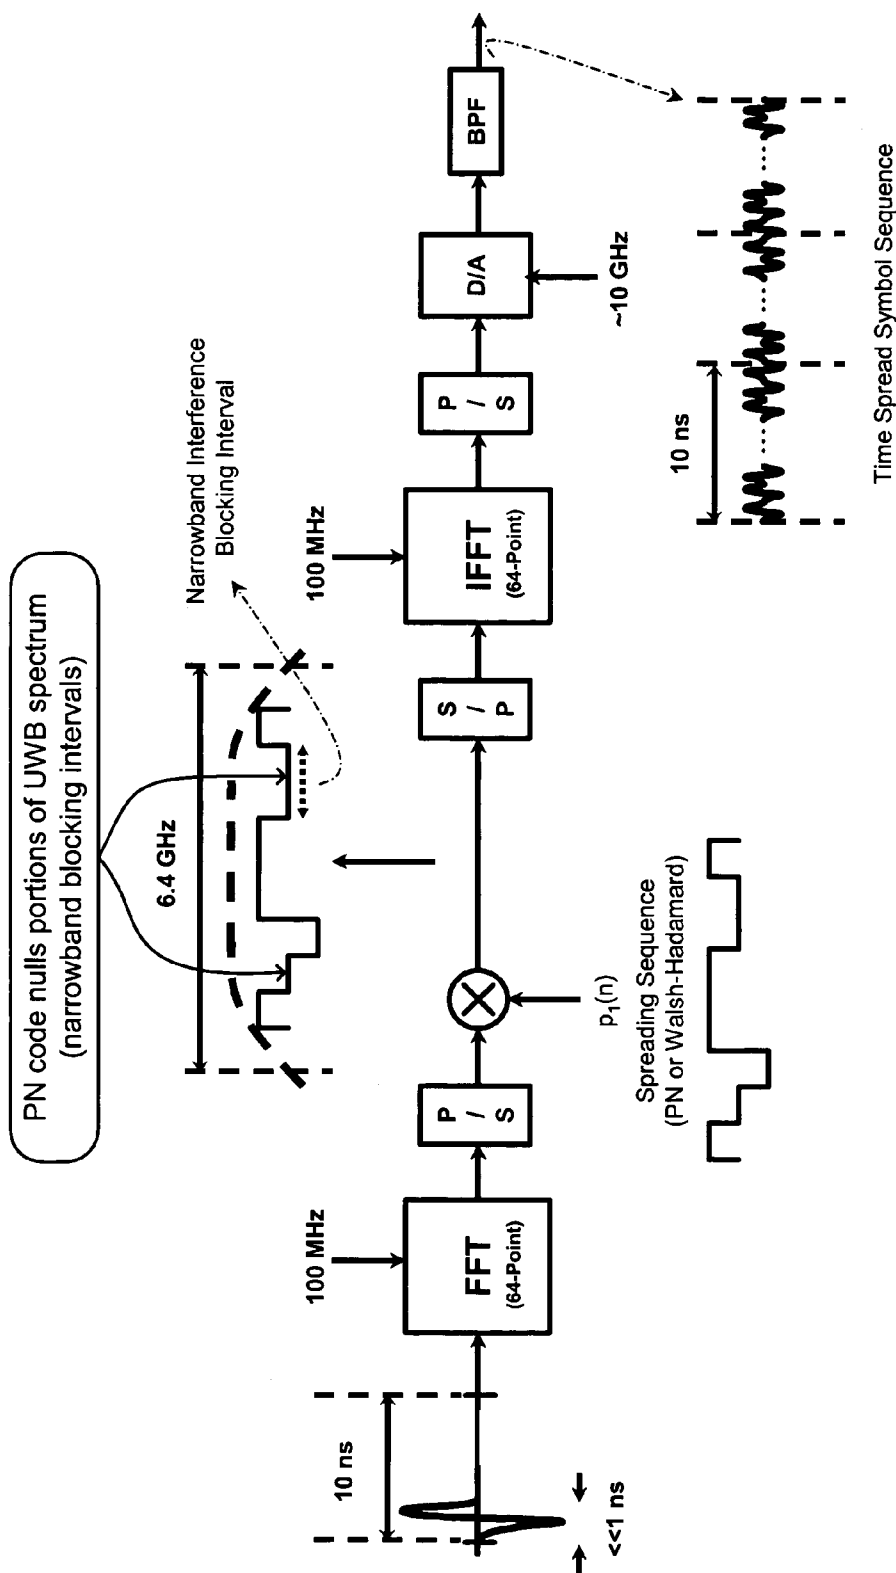 PN code nulls portions of UWB spectrum
(narrowband blocking intervals)
6.4 GHz
Narrowband Interference
Blocking Interval
10 ns
<<1 ns
100 MHz
FFT
(64-Point)
P
/
S
p₁(n)
Spreading Sequence
(PN or Walsh-Hadamard)
S
/
P
100 MHz
IFFT
(64-Point)
P
/
S
D/A
~10 GHz
BPF
10 ns
Time Spread Symbol Sequence